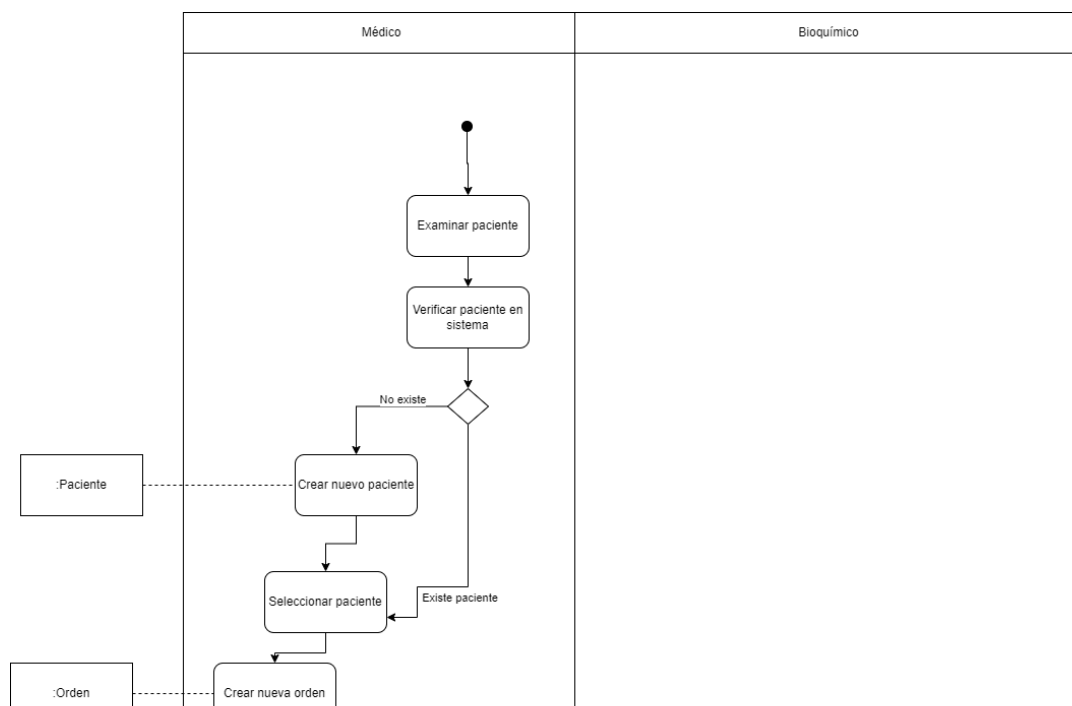 Médico
Bioquímico
Examinar paciente
Verificar paciente en
sistema
No existe
:Paciente
Crear nuevo paciente
Seleccionar paciente
Existe paciente
:Orden
Crear nueva orden